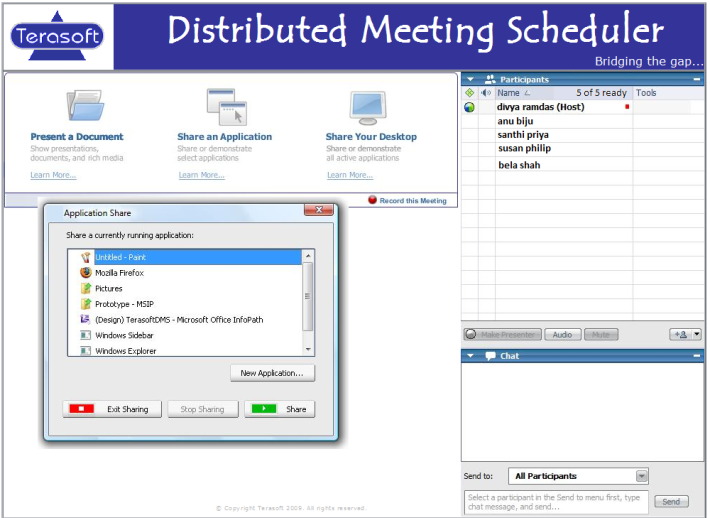 Terasoft
Distributed Meeting Scheduler
Bridging the gap...
Present a Document
Show presentations,
documents, and rich media
Learn More...
Share an Application
Share or demonstrate
select applications
Learn More...
Share Your Desktop
Share or demonstrate
all active applications
Learn More...
Record this Meeting
Application Share
Share a currently running application:
Untitled - Paint
Mozilla Firefox
Pictures
Prototype - MSIP
(Design) TerasoftDMS - Microsoft Office InfoPath
Windows Sidebar
Windows Explorer
New Application...
Exit Sharing
Stop Sharing
Share
© Copyright Terasoft 2009. All rights reserved.
Participants
Name 5 of 5 ready Tools
divya ramdas (Host)
anu biju
santhi priya
susan philip
bela shah
Make Presenter Audio Mute
Chat
Send to: All Participants
Select a participant in the Send to menu first, type
chat message, and send...
Send